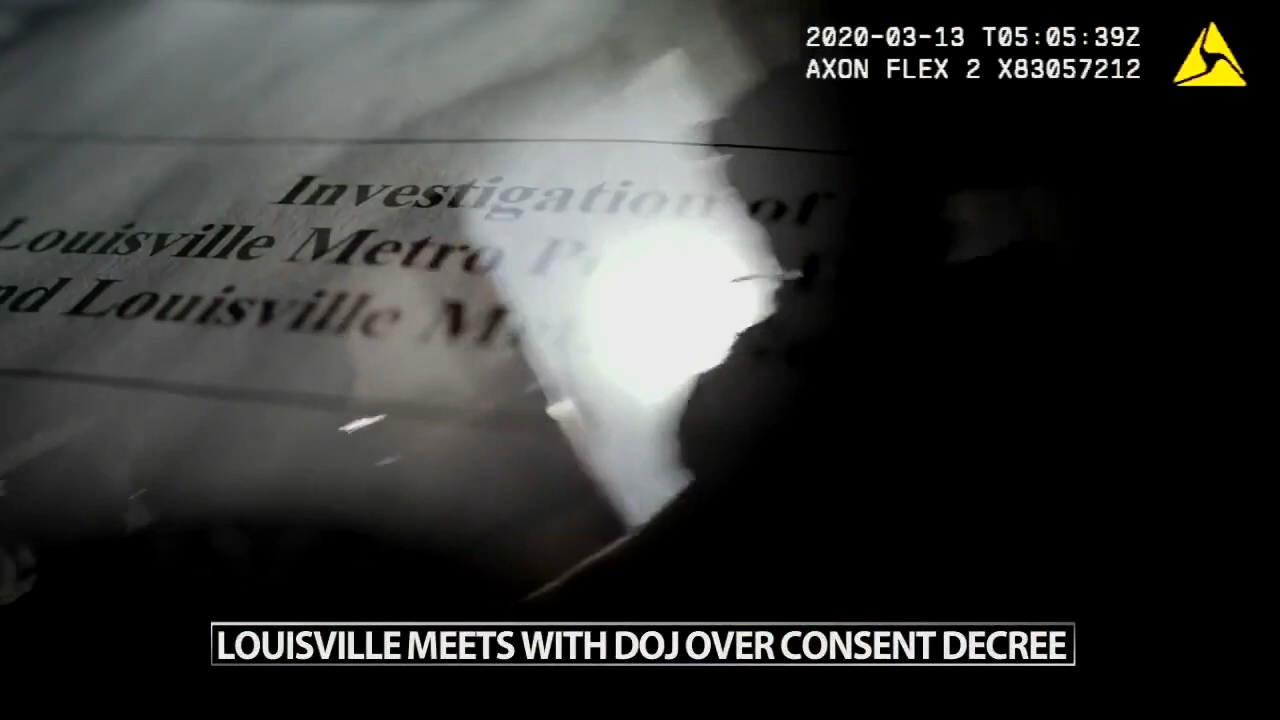 2020-03-13 T05:05:39Z
AXON FLEX 2 X83057212
Investigation of
Louisville Metro
nd Louisville
LOUISVILLE MEETS WITH DOJ OVER CONSENT DECREE